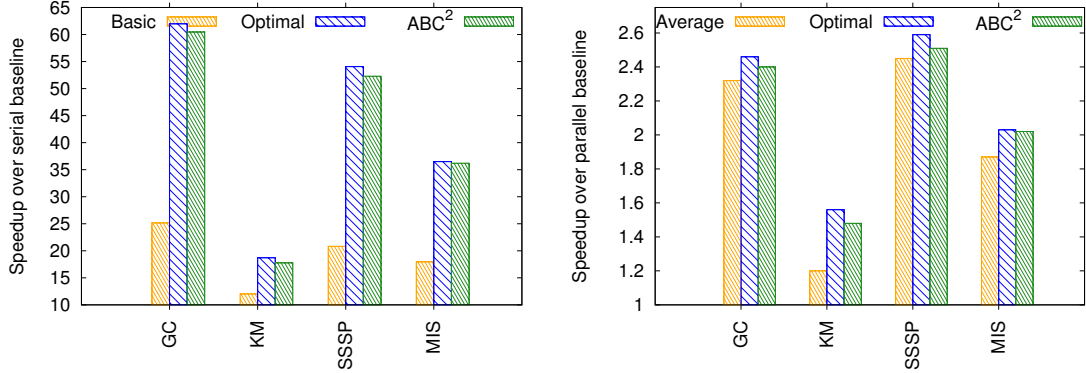 Speedup over serial baseline
65
60
55
50
45
40
35
30
25
20
15
10
Basic
Optimal
ABC²
GC
KM
SSSP
MIS
Speedup over parallel baseline
2.6
2.4
2.2
2
1.8
1.6
1.4
1.2
1
Average
Optimal
ABC²
GC
KM
SSSP
MIS